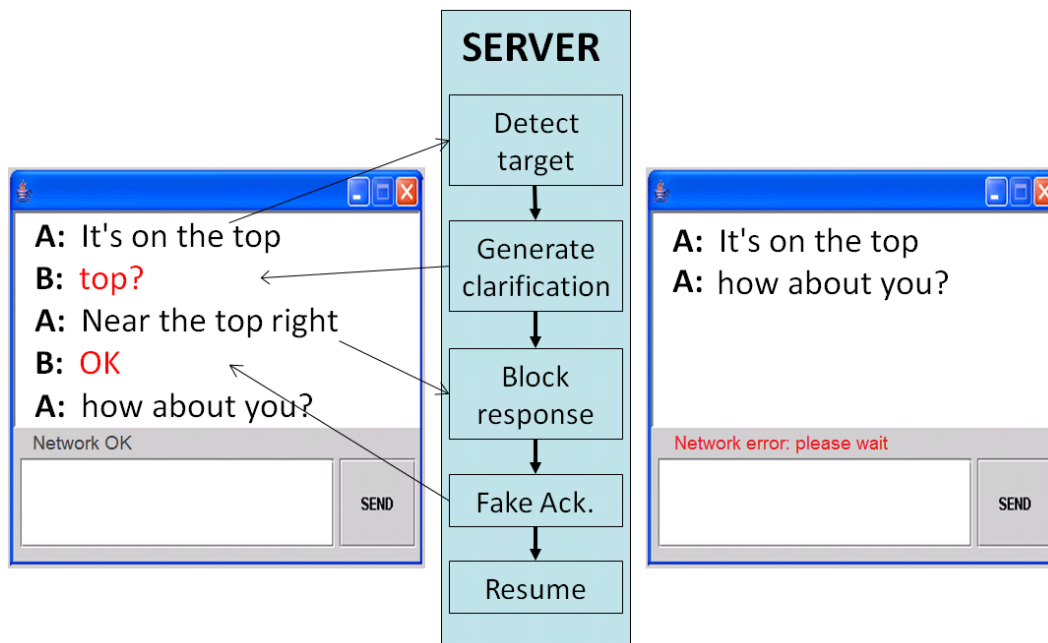 SERVER
Detect
target
Generate
clarification
Block
response
Fake Ack.
Resume
A: It's on the top
B: top?
A: Near the top right
B: OK
A: how about you?
Network OK
SEND
A: It's on the top
A: how about you?
Network error: please wait
SEND